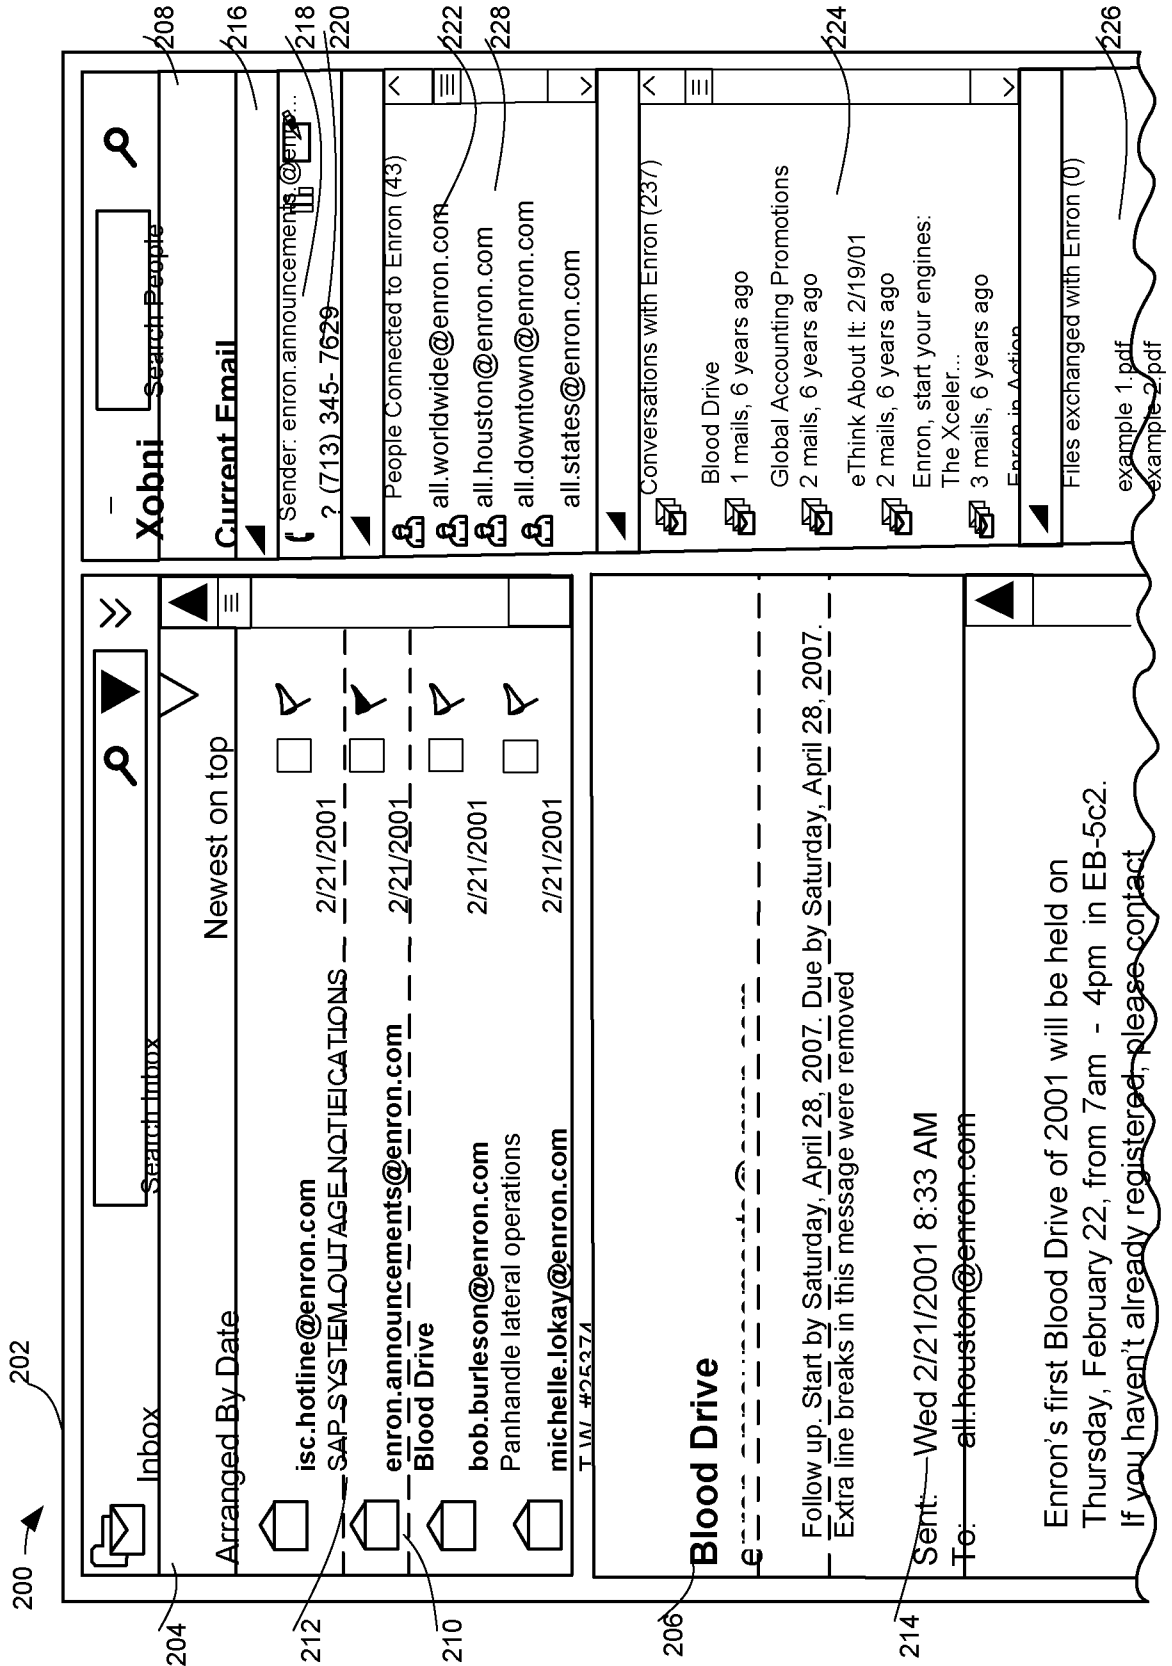 200
202
Inbox
Search Inbox
Arranged By Date
Newest on top
isc.hotline@enron.com
SAP SYSTEM OUTAGE NOTIFICATIONS
2/21/2001
enron.announcements@enron.com
2/21/2001
Blood Drive
bob.burleson@enron.com
2/21/2001
Panhandle lateral operations
michelle.lokay@enron.com
2/21/2001
T.W. #25374
204
212
210
Blood Drive
enron.announcements@enron.com
Follow up. Start by Saturday, April 28, 2007. Due by Saturday, April 28, 2007.
Extra line breaks in this message were removed
Sent: Wed 2/21/2001 8:33 AM
To: all.houston@enron.com
Enron's first Blood Drive of 2001 will be held on
Thursday, February 22, from 7am - 4pm in EB-5c2.
If you haven't already registered, please contact
206
214
Xobni
Search People
Current Email
Sender: enron.announcements.@enro...
? (713) 345- 7629
People Connected to Enron (43)
all.worldwide@enron.com
all.houston@enron.com
all.downtown@enron.com
all.states@enron.com
Conversations with Enron (237)
Blood Drive
1 mails, 6 years ago
Global Accounting Promotions
2 mails, 6 years ago
eThink About It: 2/19/01
2 mails, 6 years ago
Enron, start your engines:
The Xceler...
3 mails, 6 years ago
Enron in Action
Files exchanged with Enron (0)
example 1.pdf
example 2.pdf
208
216
218
220
222
228
224
226